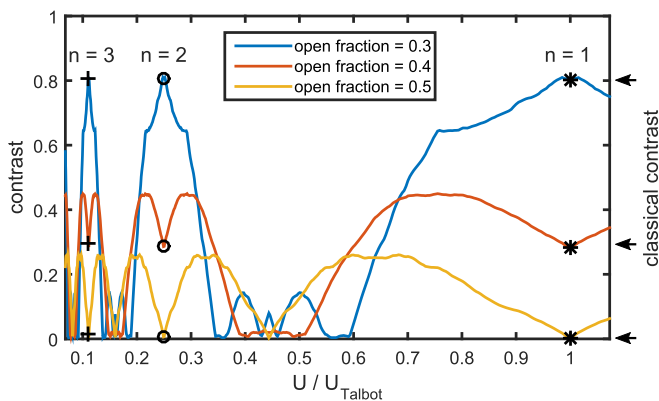 1
n = 3 n = 2 n = 1
open fraction = 0.3
open fraction = 0.4
open fraction = 0.5
0.8
0.6
0.4
0.2
0
contrast
classical contrast
0.1 0.2 0.3 0.4 0.5 0.6 0.7 0.8 0.9 1
U / U_Talbot